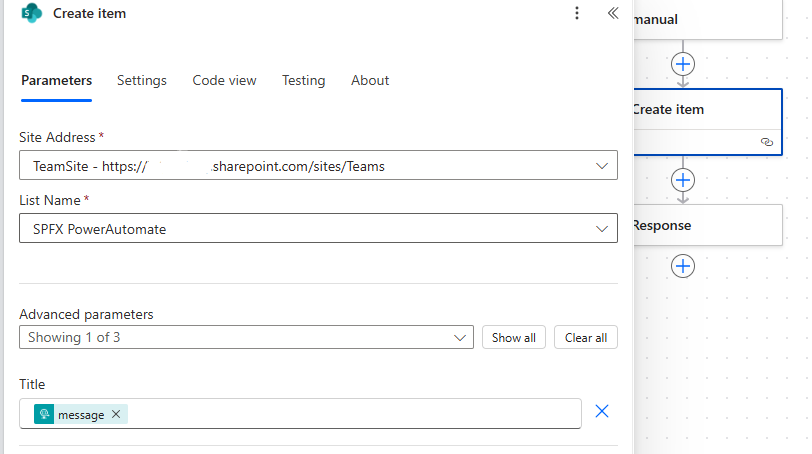 Create item
manual
Parameters Settings Code view Testing About
Create item
Site Address *
TeamSite - https:// .sharepoint.com/sites/Teams
List Name *
SPFX PowerAutomate
Response
Advanced parameters
Showing 1 of 3
Show all
Clear all
Title
message